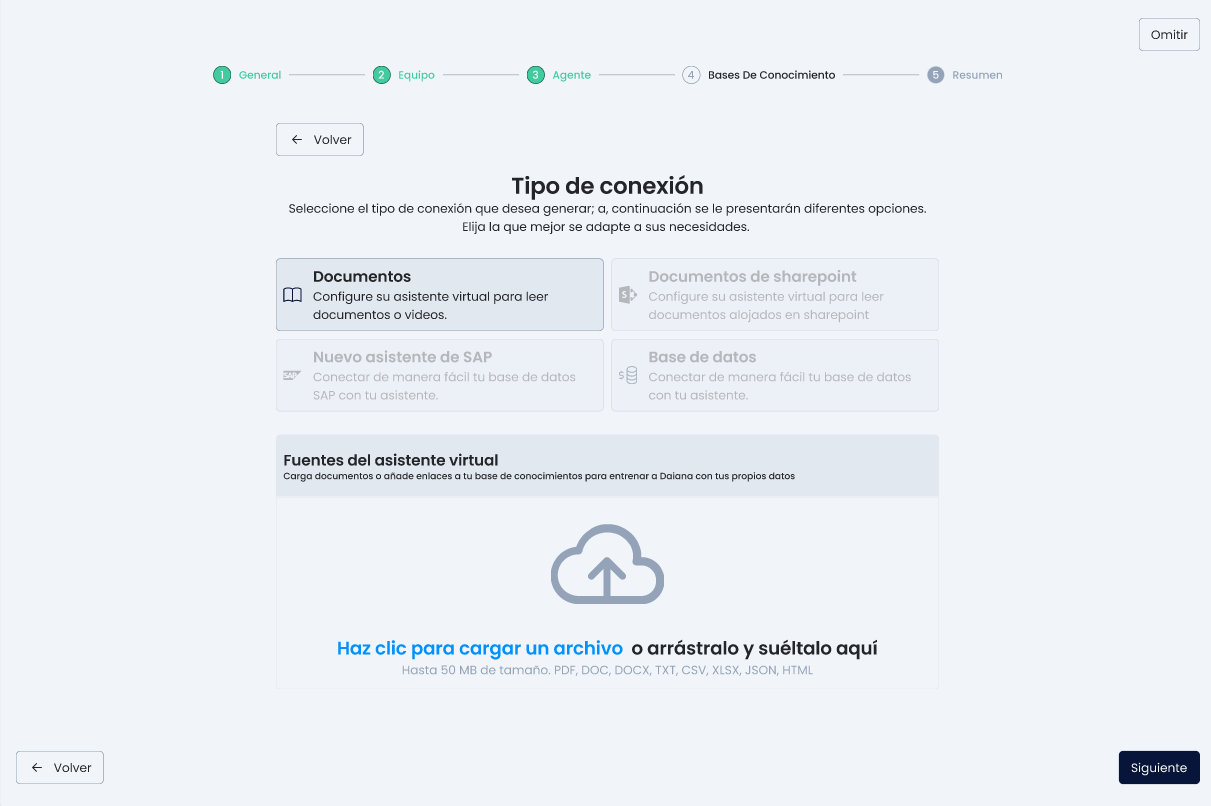 Omitir
1 General 2 Equipo 3 Agente 4 Bases De Conocimiento 5 Resumen
Volver
Tipo de conexión
Seleccione el tipo de conexión que desea generar; a, continuación se le presentarán diferentes opciones.
Elija la que mejor se adapte a sus necesidades.
Documentos
Configure su asistente virtual para leer
documentos o videos.
Documentos de sharepoint
Configure su asistente virtual para leer
documentos alojados en sharepoint
Nuevo asistente de SAP
Conectar de manera fácil tu base de datos
SAP con tu asistente.
Base de datos
Conectar de manera fácil tu base de datos
con tu asistente.
Fuentes del asistente virtual
Carga documentos o añade enlaces a tu base de conocimientos para entrenar a Daiana con tus propios datos
Haz clic para cargar un archivo o arrástralo y suéltalo aquí
Hasta 50 MB de tamaño. PDF, DOC, DOCX, TXT, CSV, XLSX, JSON, HTML
Volver
Siguiente